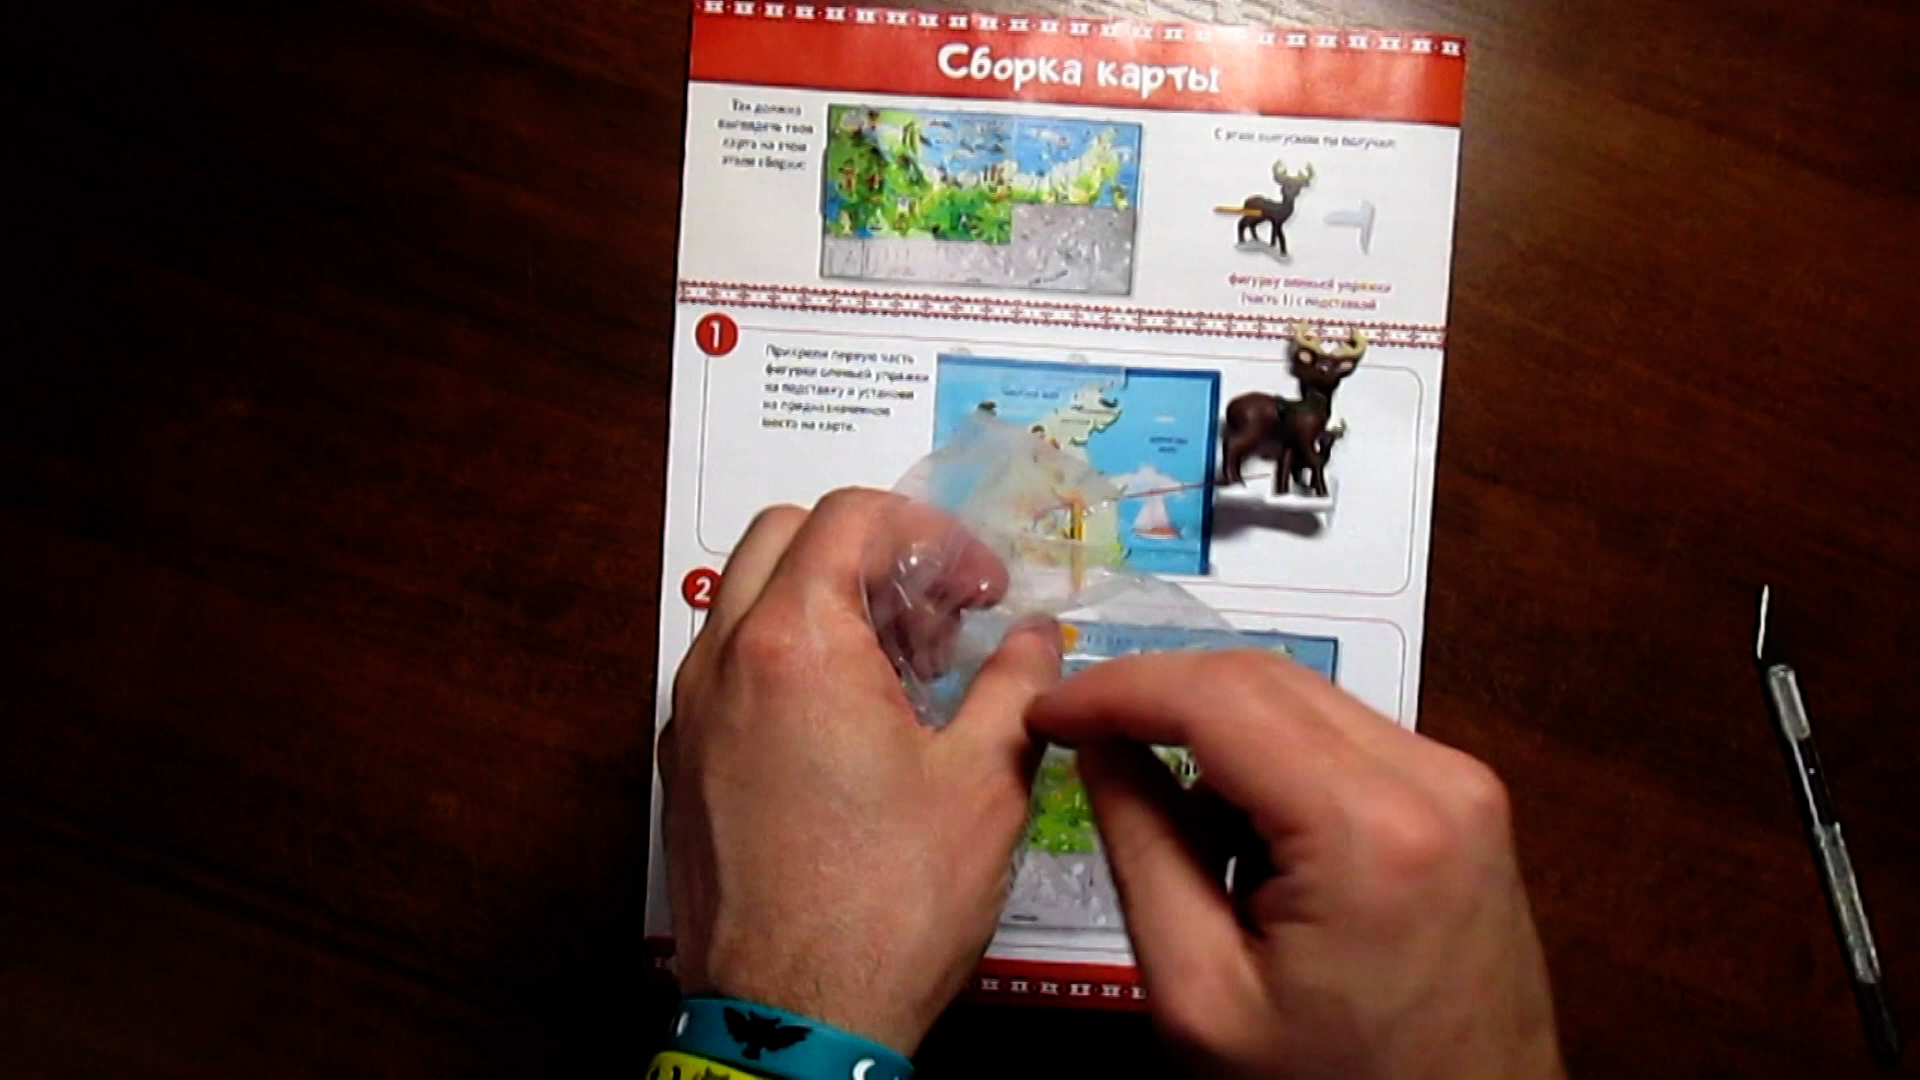 Сборка карты
Так должна
выглядеть твоя
карта на этом
этапе сборки:
С этим выпуском ты получил:
фигурку оленьей упряжки
(часть 1) с подставкой
1
Прикрепи первую часть
фигурки оленьей упряжки
на подставку и установи
на предназначенное
место на карте.
2